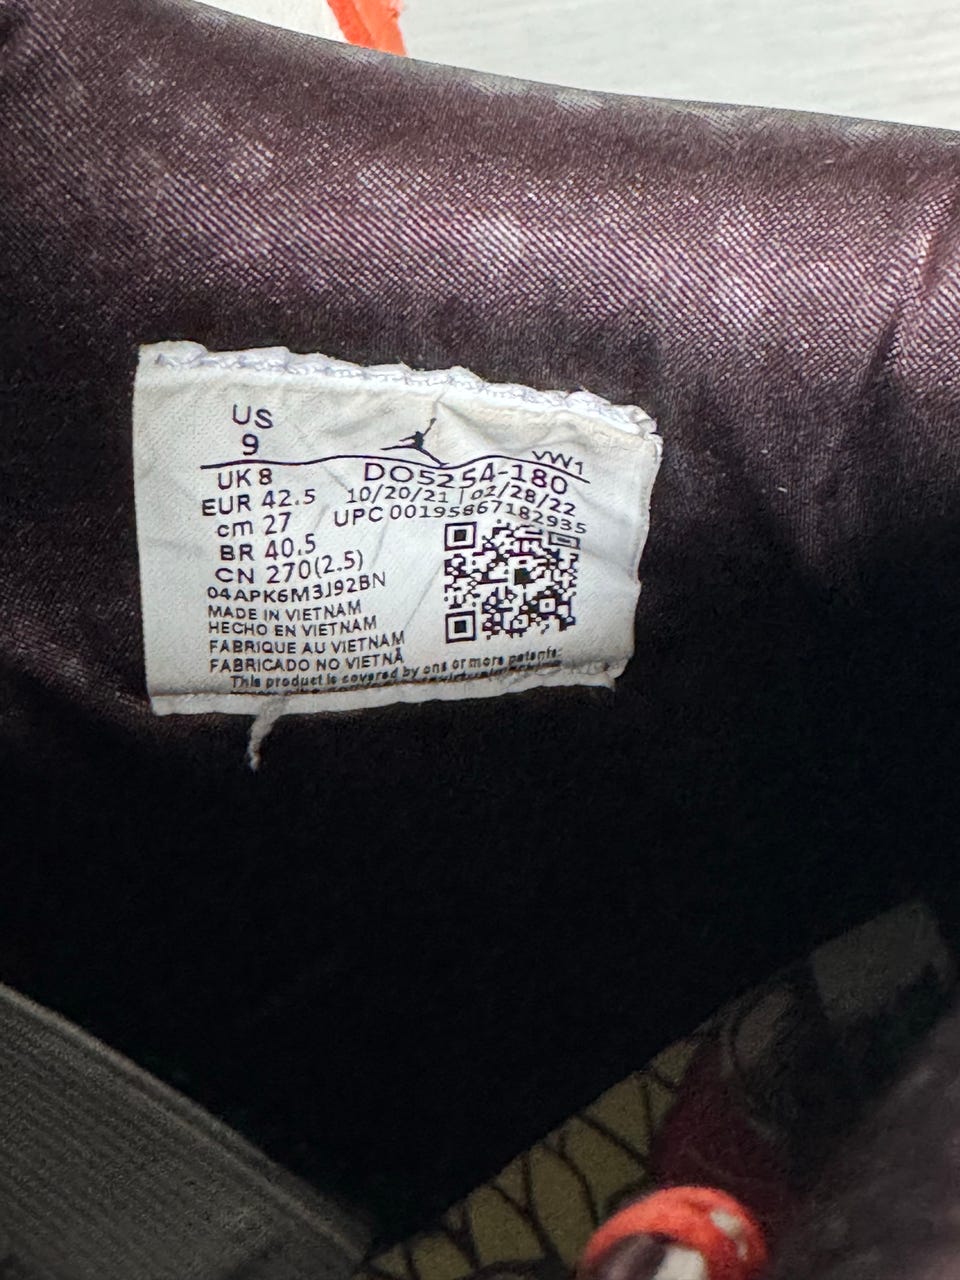 US
9
VW1
UK 8
DO5254-180
EUR 42.5
10/20/21 | 02/28/22
cm 27
UPC 00195867182935
BR 40.5
CN 270(2.5)
04APK6M3J92BN
MADE IN VIETNAM
HECHO EN VIETNAM
FABRIQUE AU VIETNAM
FABRICADO NO VIETNÃ
This product is covered by one or more patents: